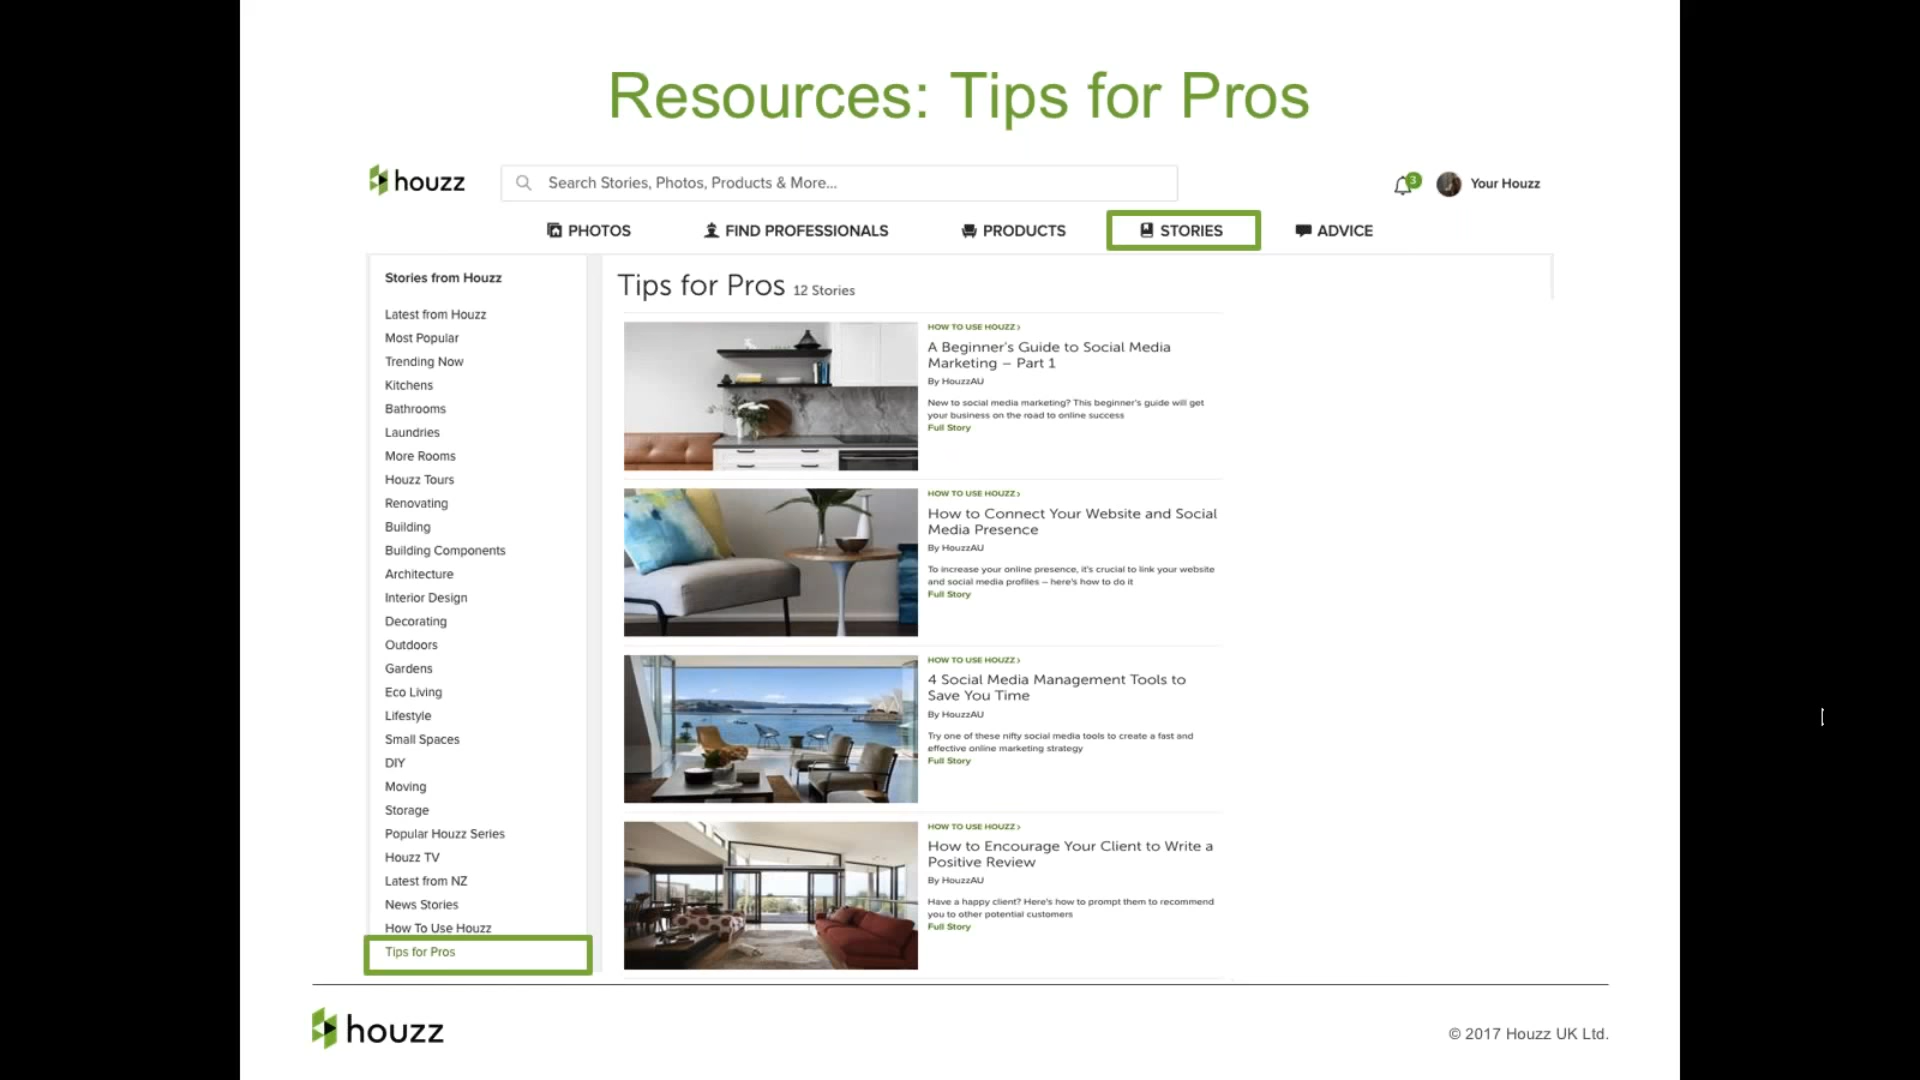 Resources: Tips for Pros
houzz
Search Stories, Photos, Products & More...
3
Your Houzz
PHOTOS
FIND PROFESSIONALS
PRODUCTS
STORIES
ADVICE
Stories from Houzz
Latest from Houzz
Most Popular
Trending Now
Kitchens
Bathrooms
Laundries
More Rooms
Houzz Tours
Renovating
Building
Building Components
Architecture
Interior Design
Decorating
Outdoors
Gardens
Eco Living
Lifestyle
Small Spaces
DIY
Moving
Storage
Popular Houzz Series
Houzz TV
Latest from NZ
News Stories
How To Use Houzz
Tips for Pros
Tips for Pros 12 Stories
HOW TO USE HOUZZ ›
A Beginner's Guide to Social Media
Marketing – Part 1
By HouzzAU
New to social media marketing? This beginner's guide will get
your business on the road to online success
Full Story
HOW TO USE HOUZZ ›
How to Connect Your Website and Social
Media Presence
By HouzzAU
To increase your online presence, it's crucial to link your website
and social media profiles – here's how to do it
Full Story
HOW TO USE HOUZZ ›
4 Social Media Management Tools to
Save You Time
By HouzzAU
Try one of these nifty social media tools to create a fast and
effective online marketing strategy
Full Story
HOW TO USE HOUZZ ›
How to Encourage Your Client to Write a
Positive Review
By HouzzAU
Have a happy client? Here's how to prompt them to recommend
you to other potential customers
Full Story
houzz
© 2017 Houzz UK Ltd.